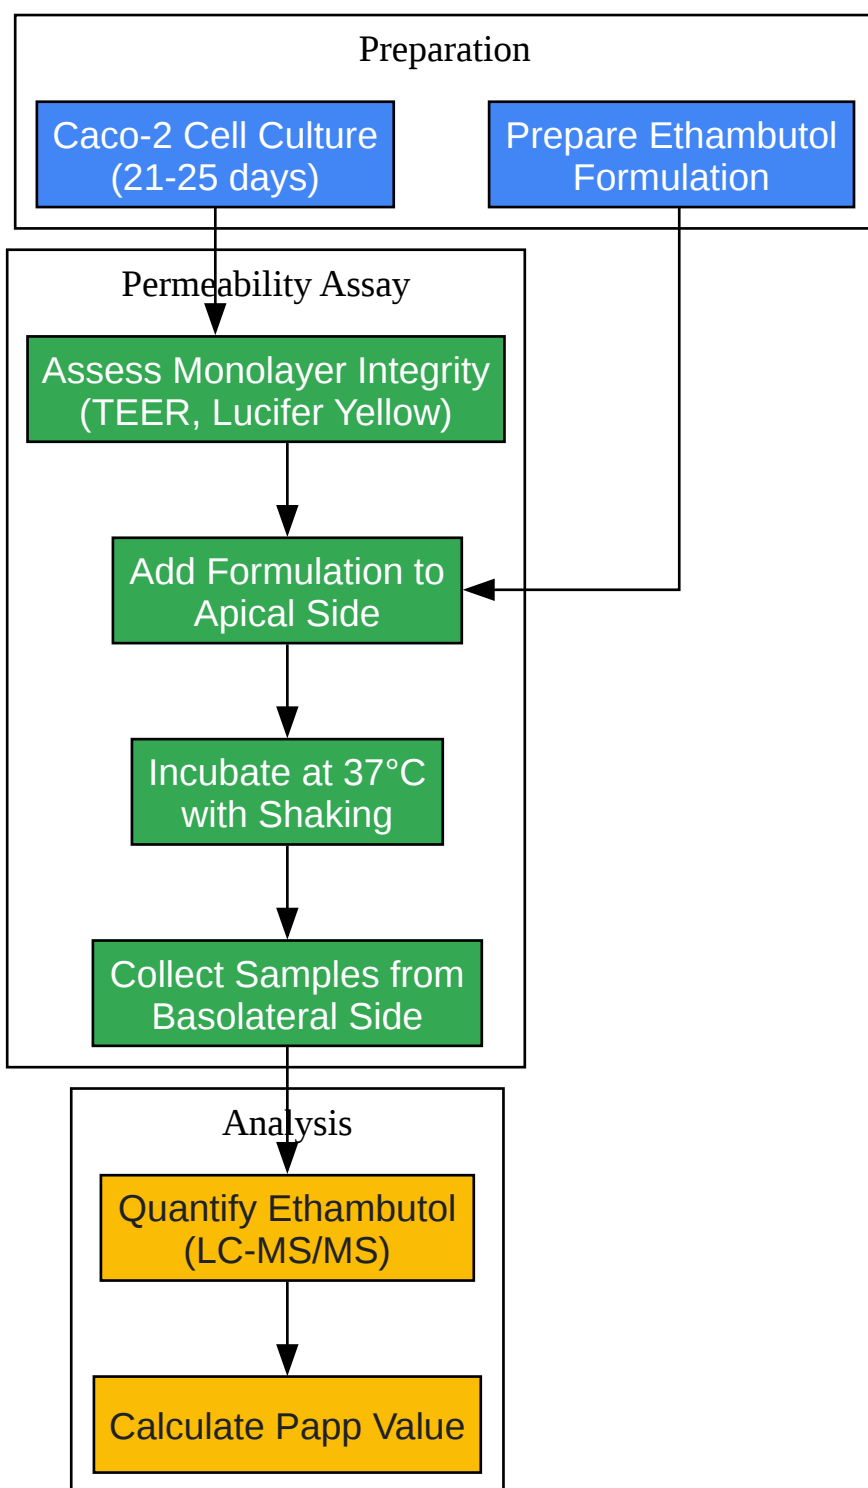 Preparation
Caco-2 Cell Culture
(21-25 days)
Prepare Ethambutol
Formulation
Permeability Assay
Assess Monolayer Integrity
(TEER, Lucifer Yellow)
Add Formulation to
Apical Side
Incubate at 37°C
with Shaking
Collect Samples from
Basolateral Side
Analysis
Quantify Ethambutol
(LC-MS/MS)
Calculate Papp Value